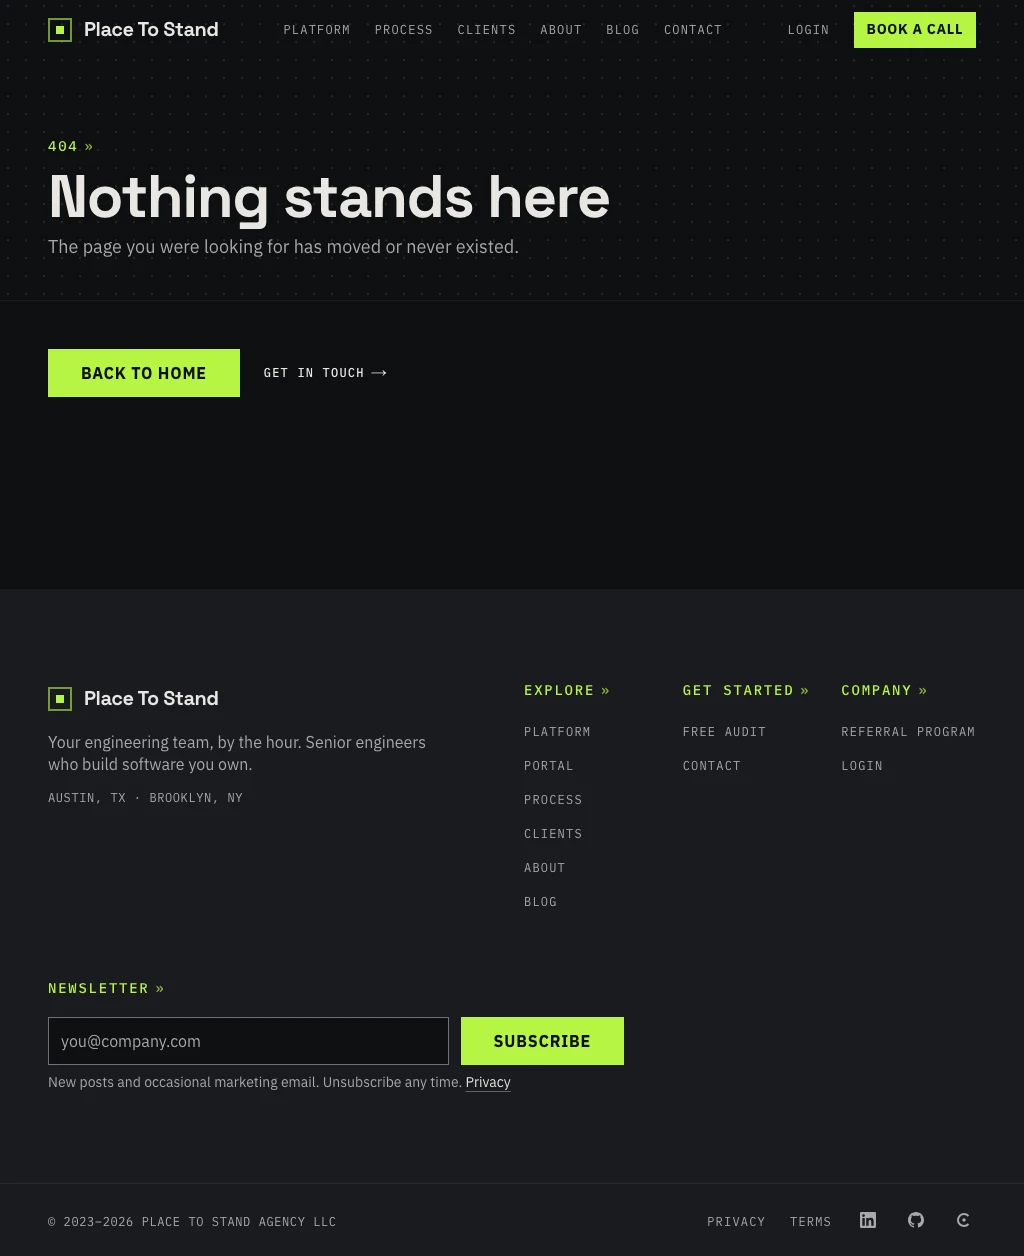 Place To Stand
PLATFORM PROCESS CLIENTS ABOUT BLOG CONTACT LOGIN BOOK A CALL
404 »
Nothing stands here
The page you were looking for has moved or never existed.
BACK TO HOME GET IN TOUCH →
Place To Stand
Your engineering team, by the hour. Senior engineers
who build software you own.
AUSTIN, TX · BROOKLYN, NY
EXPLORE »
PLATFORM
PORTAL
PROCESS
CLIENTS
ABOUT
BLOG
GET STARTED »
FREE AUDIT
CONTACT
COMPANY »
REFERRAL PROGRAM
LOGIN
NEWSLETTER »
you@company.com SUBSCRIBE
New posts and occasional marketing email. Unsubscribe any time. Privacy
© 2023–2026 PLACE TO STAND AGENCY LLC PRIVACY TERMS